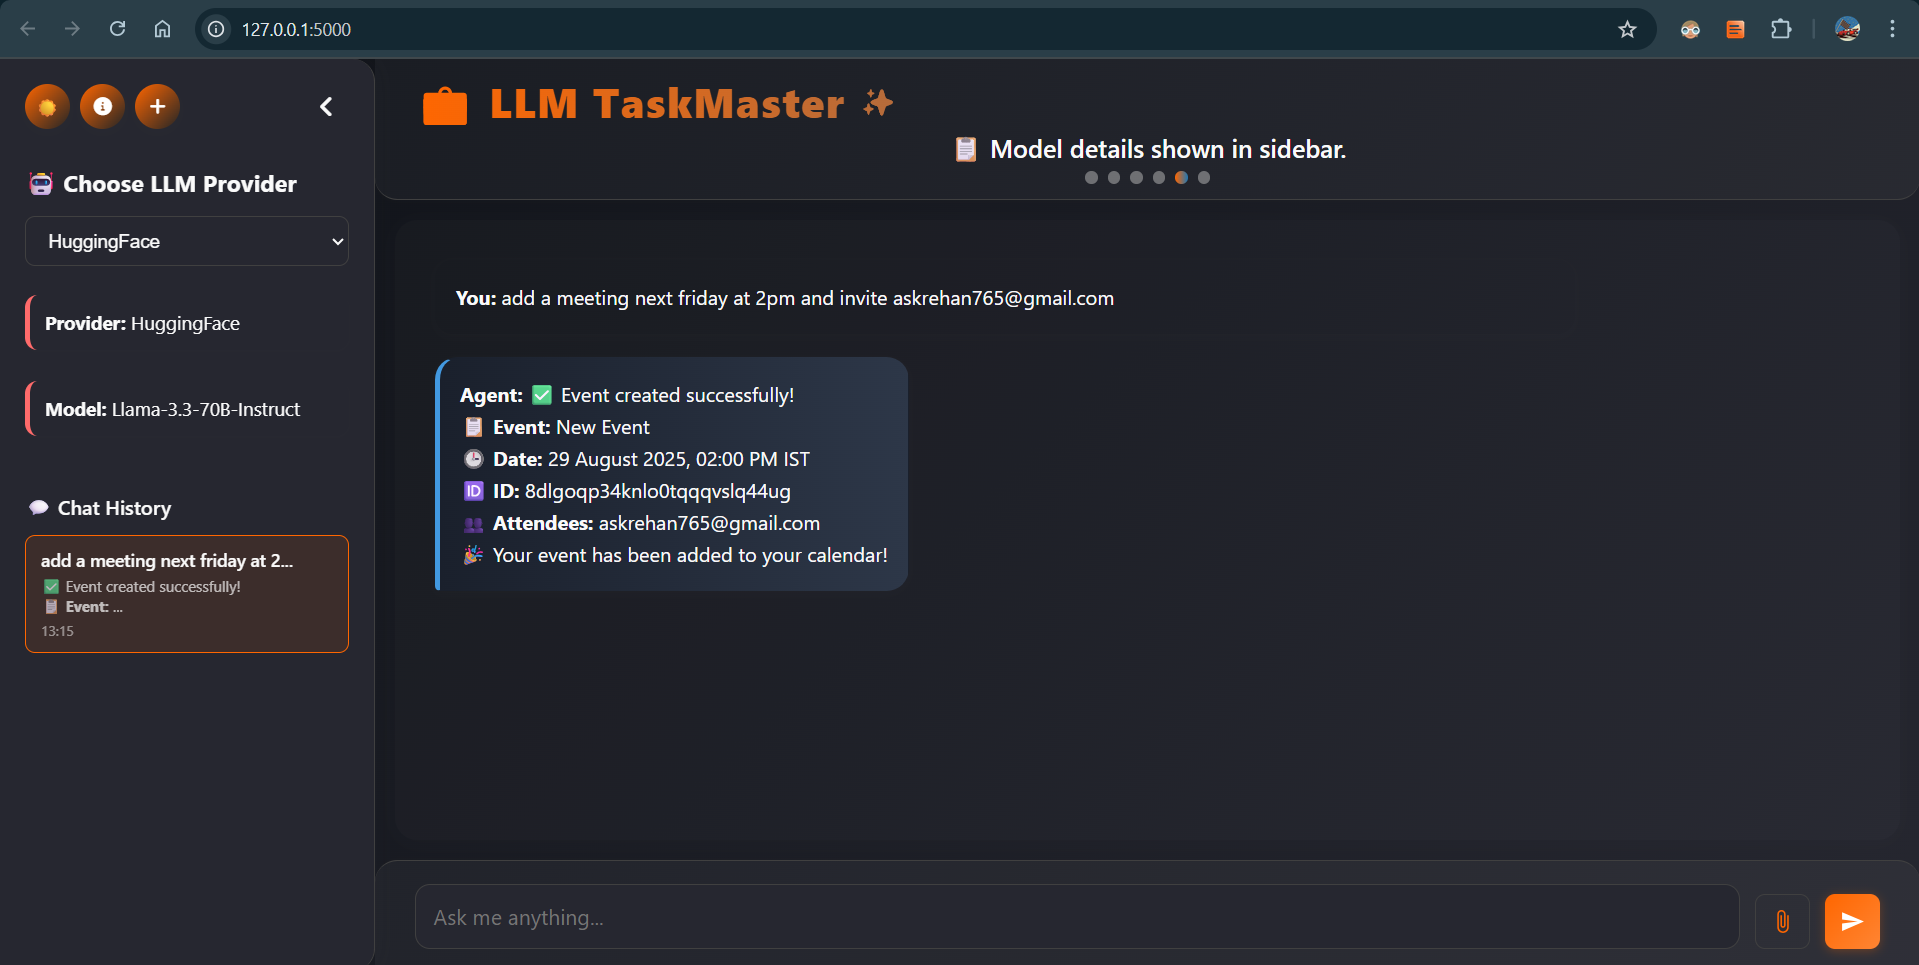 127.0.0.1:5000
LLM TaskMaster
Model details shown in sidebar.
Choose LLM Provider
HuggingFace
Provider: HuggingFace
Model: Llama-3.3-70B-Instruct
Chat History
add a meeting next friday at 2...
Event created successfully!
Event: ...
13:15
You: add a meeting next friday at 2pm and invite askrehan765@gmail.com
Agent: ✅ Event created successfully!
Event: New Event
Date: 29 August 2025, 02:00 PM IST
ID: 8dlgoqp34knlo0tqqqvslq44ug
Attendees: askrehan765@gmail.com
Your event has been added to your calendar!
Ask me anything...